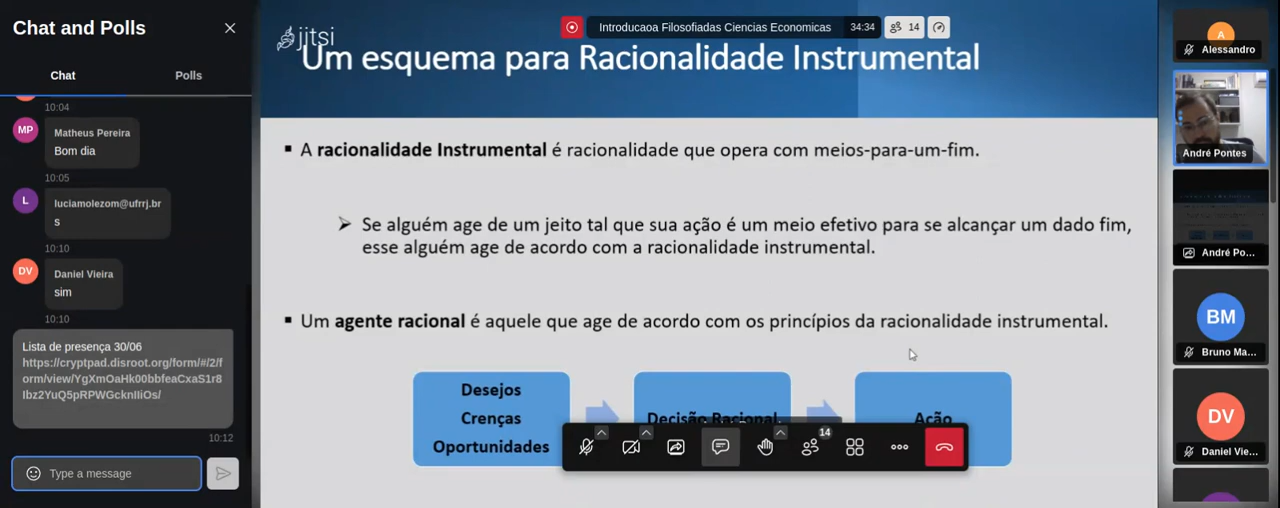 Chat and Polls
Chat
Polls
10:04
MP
Matheus Pereira
Bom dia
10:05
L
luciamolezom@ufrrj.br
s
10:10
DV
Daniel Vieira
sim
10:10
Lista de presença 30/06
https://cryptpad.disroot.org/form/#/2/f
orm/view/YgXmOaHk00bbfeaCxaS1r8
Ibz2YuQ5pRPWGcknIIiOs/
10:12
Type a message
jitsi
Introducaoa Filosofiadas Ciencias Economicas
34:34
14
Um esquema para Racionalidade Instrumental
▪ A racionalidade Instrumental é racionalidade que opera com meios-para-um-fim.
➢ Se alguém age de um jeito tal que sua ação é um meio efetivo para se alcançar um dado fim,
esse alguém age de acordo com a racionalidade instrumental.
▪ Um agente racional é aquele que age de acordo com os princípios da racionalidade instrumental.
Desejos
Crenças
Oportunidades
Decisão Racional
Ação
14
A
Alessandro
André Pontes
André Po...
BM
Bruno Ma...
DV
Daniel Vie...